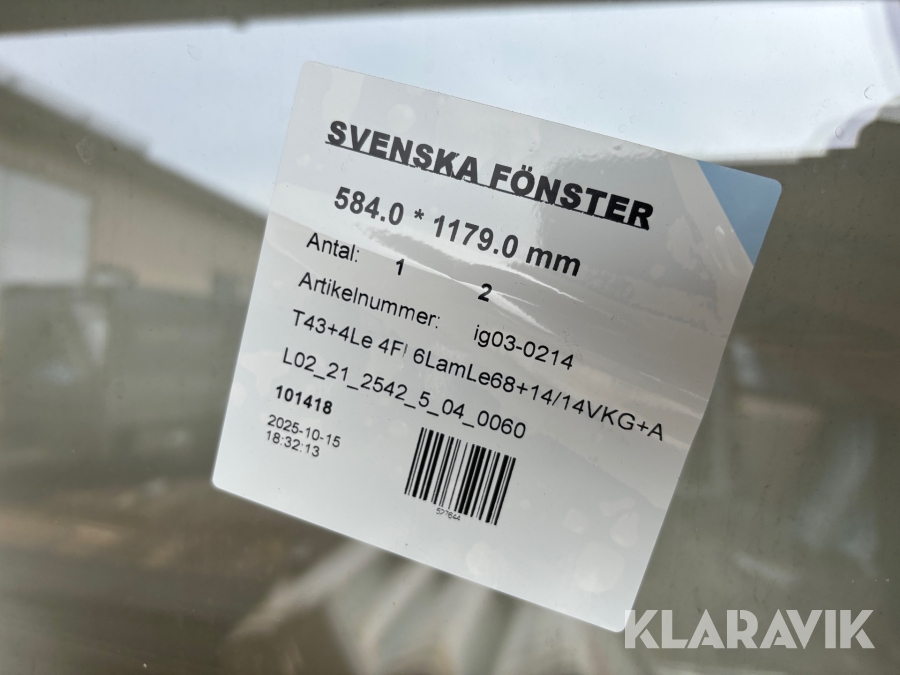 SVENSKA FÖNSTER
584.0 * 1179.0 mm
Antal: 1 2
Artikelnummer: ig03-0214
T43+4Le 6LamLe68+14/14VKG+A
L02_21_2542_5_04_0060
101418
2025-10-15
18:32:13
KLARAVIK